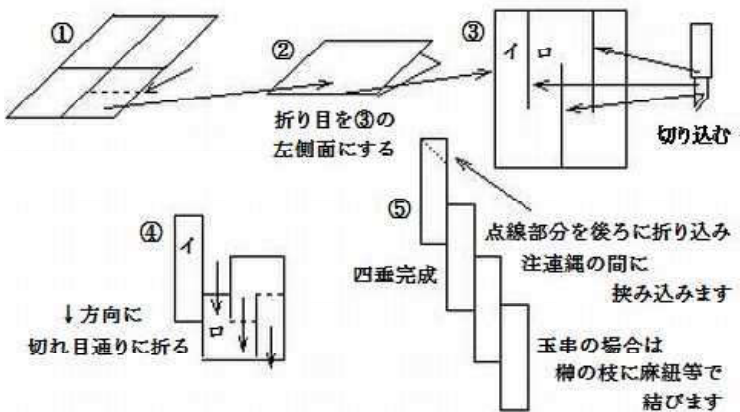 ①
②
折り目を③の
左側面にする
③
イ ロ
切り込む
④
イ
ロ
↓方向に
切れ目通りに折る
⑤
四垂完成
点線部分を後ろに折り込み
注連縄の間に
挟み込みます
玉串の場合は
榊の枝に麻紐等で
結びます